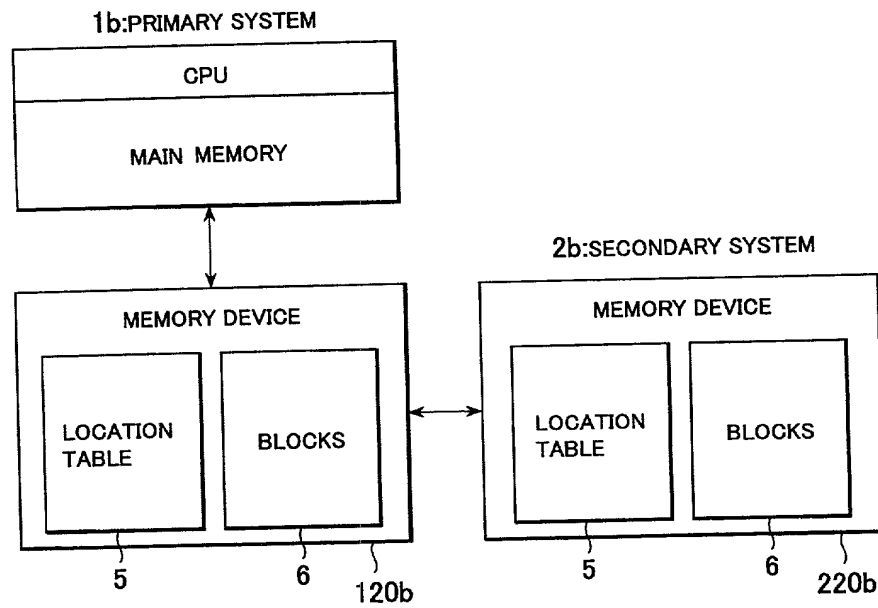 1b:PRIMARY SYSTEM
CPU
MAIN MEMORY
2b:SECONDARY SYSTEM
MEMORY DEVICE
LOCATION
TABLE
BLOCKS
5
6
120b
MEMORY DEVICE
LOCATION
TABLE
BLOCKS
5
6
220b